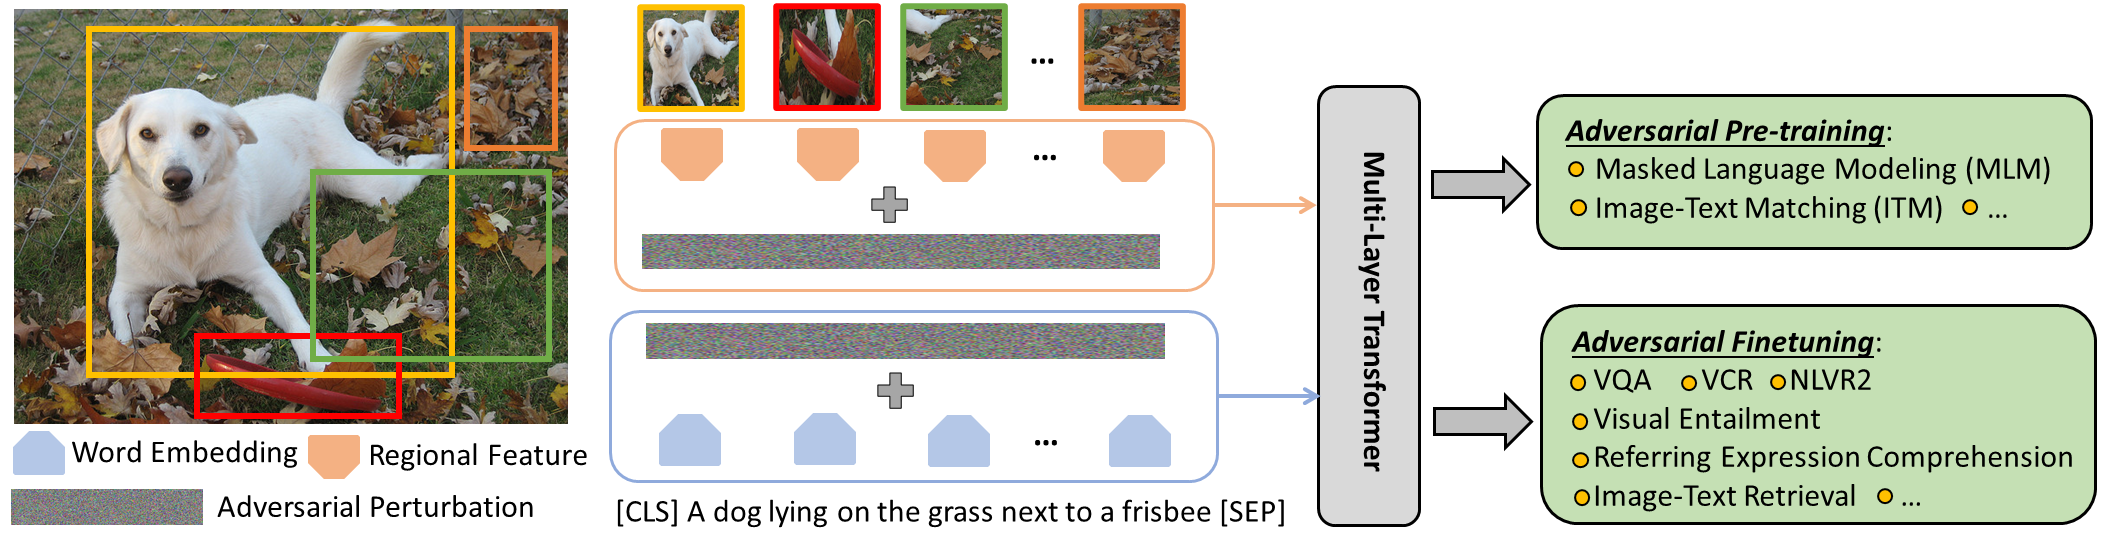 Word Embedding
Regional Feature
Adversarial Perturbation
...
...
...
[CLS] A dog lying on the grass next to a frisbee [SEP]
Multi-Layer Transformer
Adversarial Pre-training:
Masked Language Modeling (MLM)
Image-Text Matching (ITM) ...
Adversarial Finetuning:
VQA VCR NLVR2
Visual Entailment
Referring Expression Comprehension
Image-Text Retrieval ...